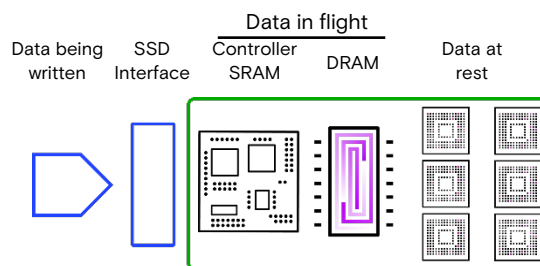 Data in flight
Data being
written
SSD
Interface
Controller
SRAM
DRAM
Data at
rest